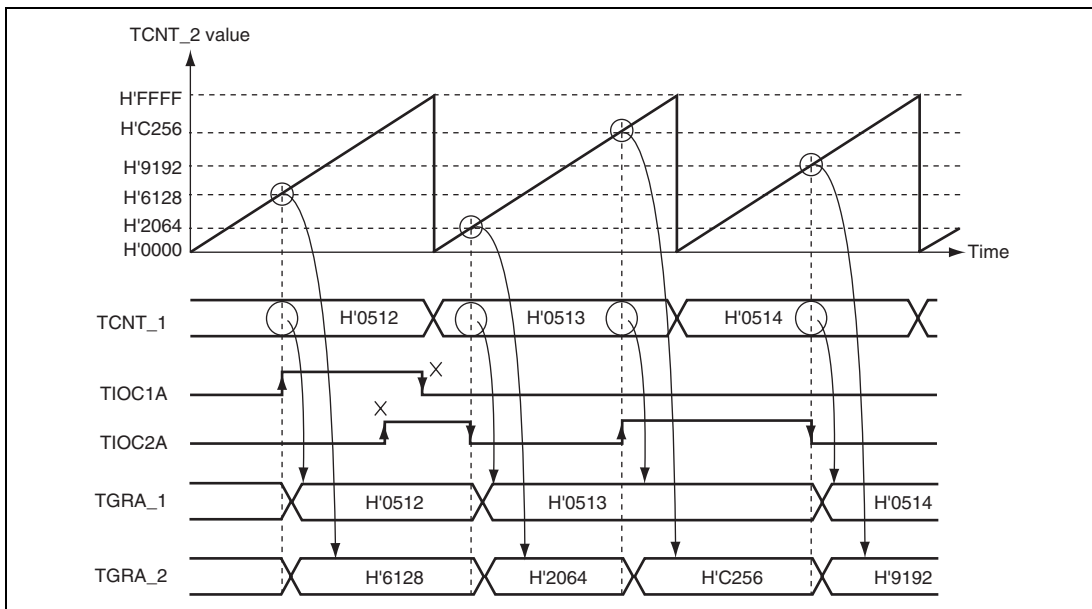 TCNT_2 value
H'FFFF
H'C256
H'9192
H'6128
H'2064
H'0000
Time
TCNT_1 H'0512 H'0513 H'0514
TIOC1A
TIOC2A
TGRA_1 H'0512 H'0513 H'0514
TGRA_2 H'6128 H'2064 H'C256 H'9192